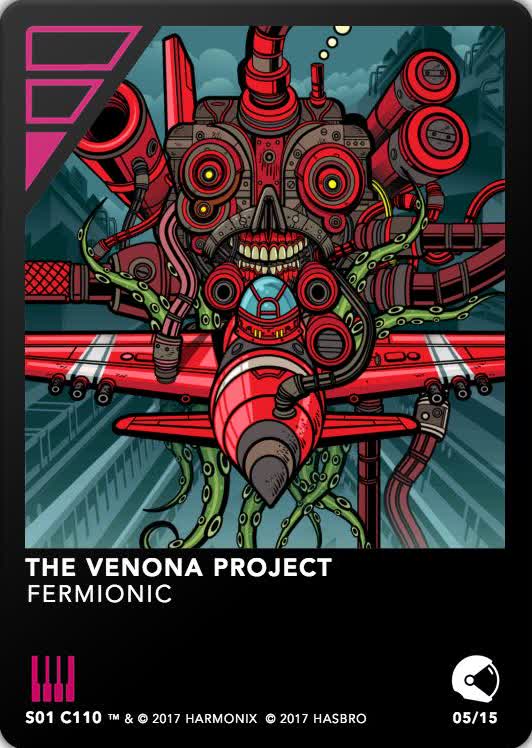 THE VENONA PROJECT
FERMIONIC
S01 C110 ™ & © 2017 HARMONIX © 2017 HASBRO 05/15